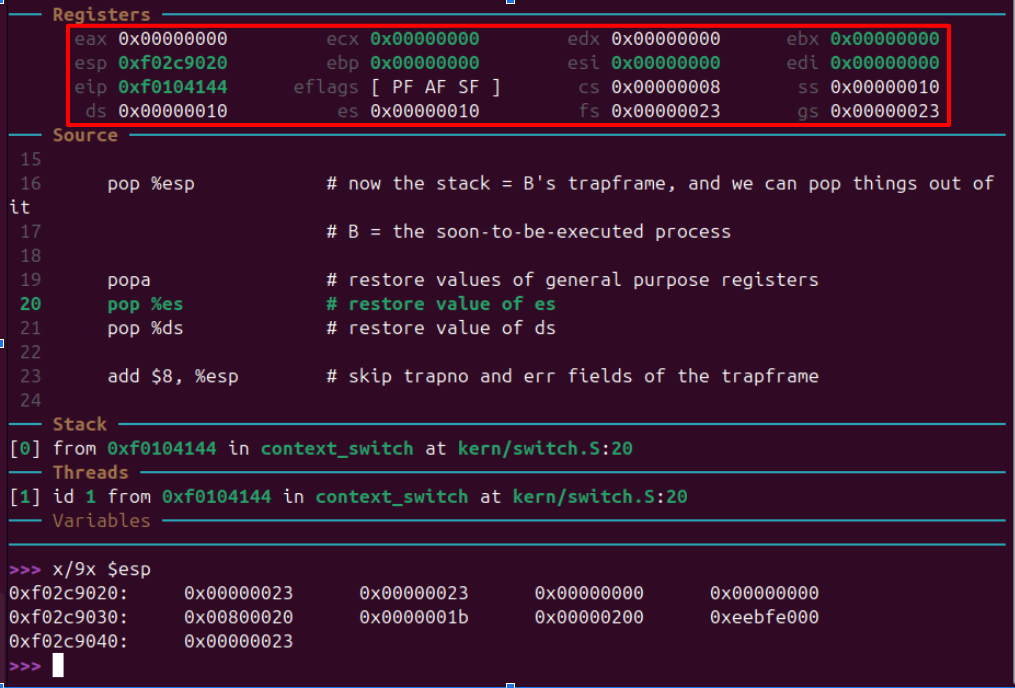 Registers
eax 0x00000000 ecx 0x00000000 edx 0x00000000 ebx 0x00000000
esp 0xf02c9020 ebp 0x00000000 esi 0x00000000 edi 0x00000000
eip 0xf0104144 eflags [ PF AF SF ] cs 0x00000008 ss 0x00000010
ds 0x00000010 es 0x00000010 fs 0x00000023 gs 0x00000023
Source
15
16 pop %esp # now the stack = B's trapframe, and we can pop things out of
it
17 # B = the soon-to-be-executed process
18
19 popa # restore values of general purpose registers
20 pop %es # restore value of es
21 pop %ds # restore value of ds
22
23 add $8, %esp # skip trapno and err fields of the trapframe
24
Stack
[0] from 0xf0104144 in context_switch at kern/switch.S:20
Threads
[1] id 1 from 0xf0104144 in context_switch at kern/switch.S:20
Variables
>>> x/9x $esp
0xf02c9020: 0x00000023 0x00000023 0x00000000 0x00000000
0xf02c9030: 0x00800020 0x0000001b 0x00000200 0xeebfe000
0xf02c9040: 0x00000023
>>>